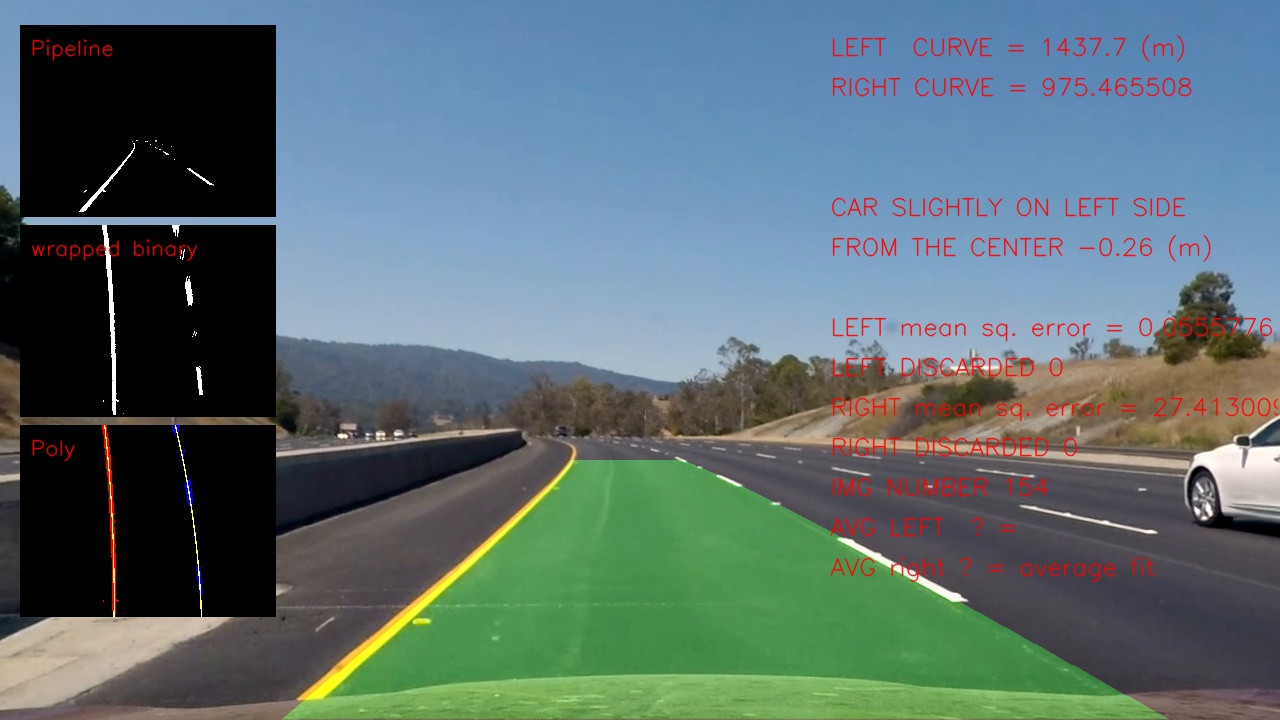 Pipeline
wrapped binary
Poly
LEFT CURVE = 1437.7 (m)
RIGHT CURVE = 975.465508
CAR SLIGHTLY ON LEFT SIDE
FROM THE CENTER -0.26 (m)
LEFT mean sq. error = 0.0555776
LEFT DISCARDED 0
RIGHT mean sq. error = 27.413009
RIGHT DISCARDED 0
IMG NUMBER 154
AVG LEFT ? =
AVG right ? = average fit